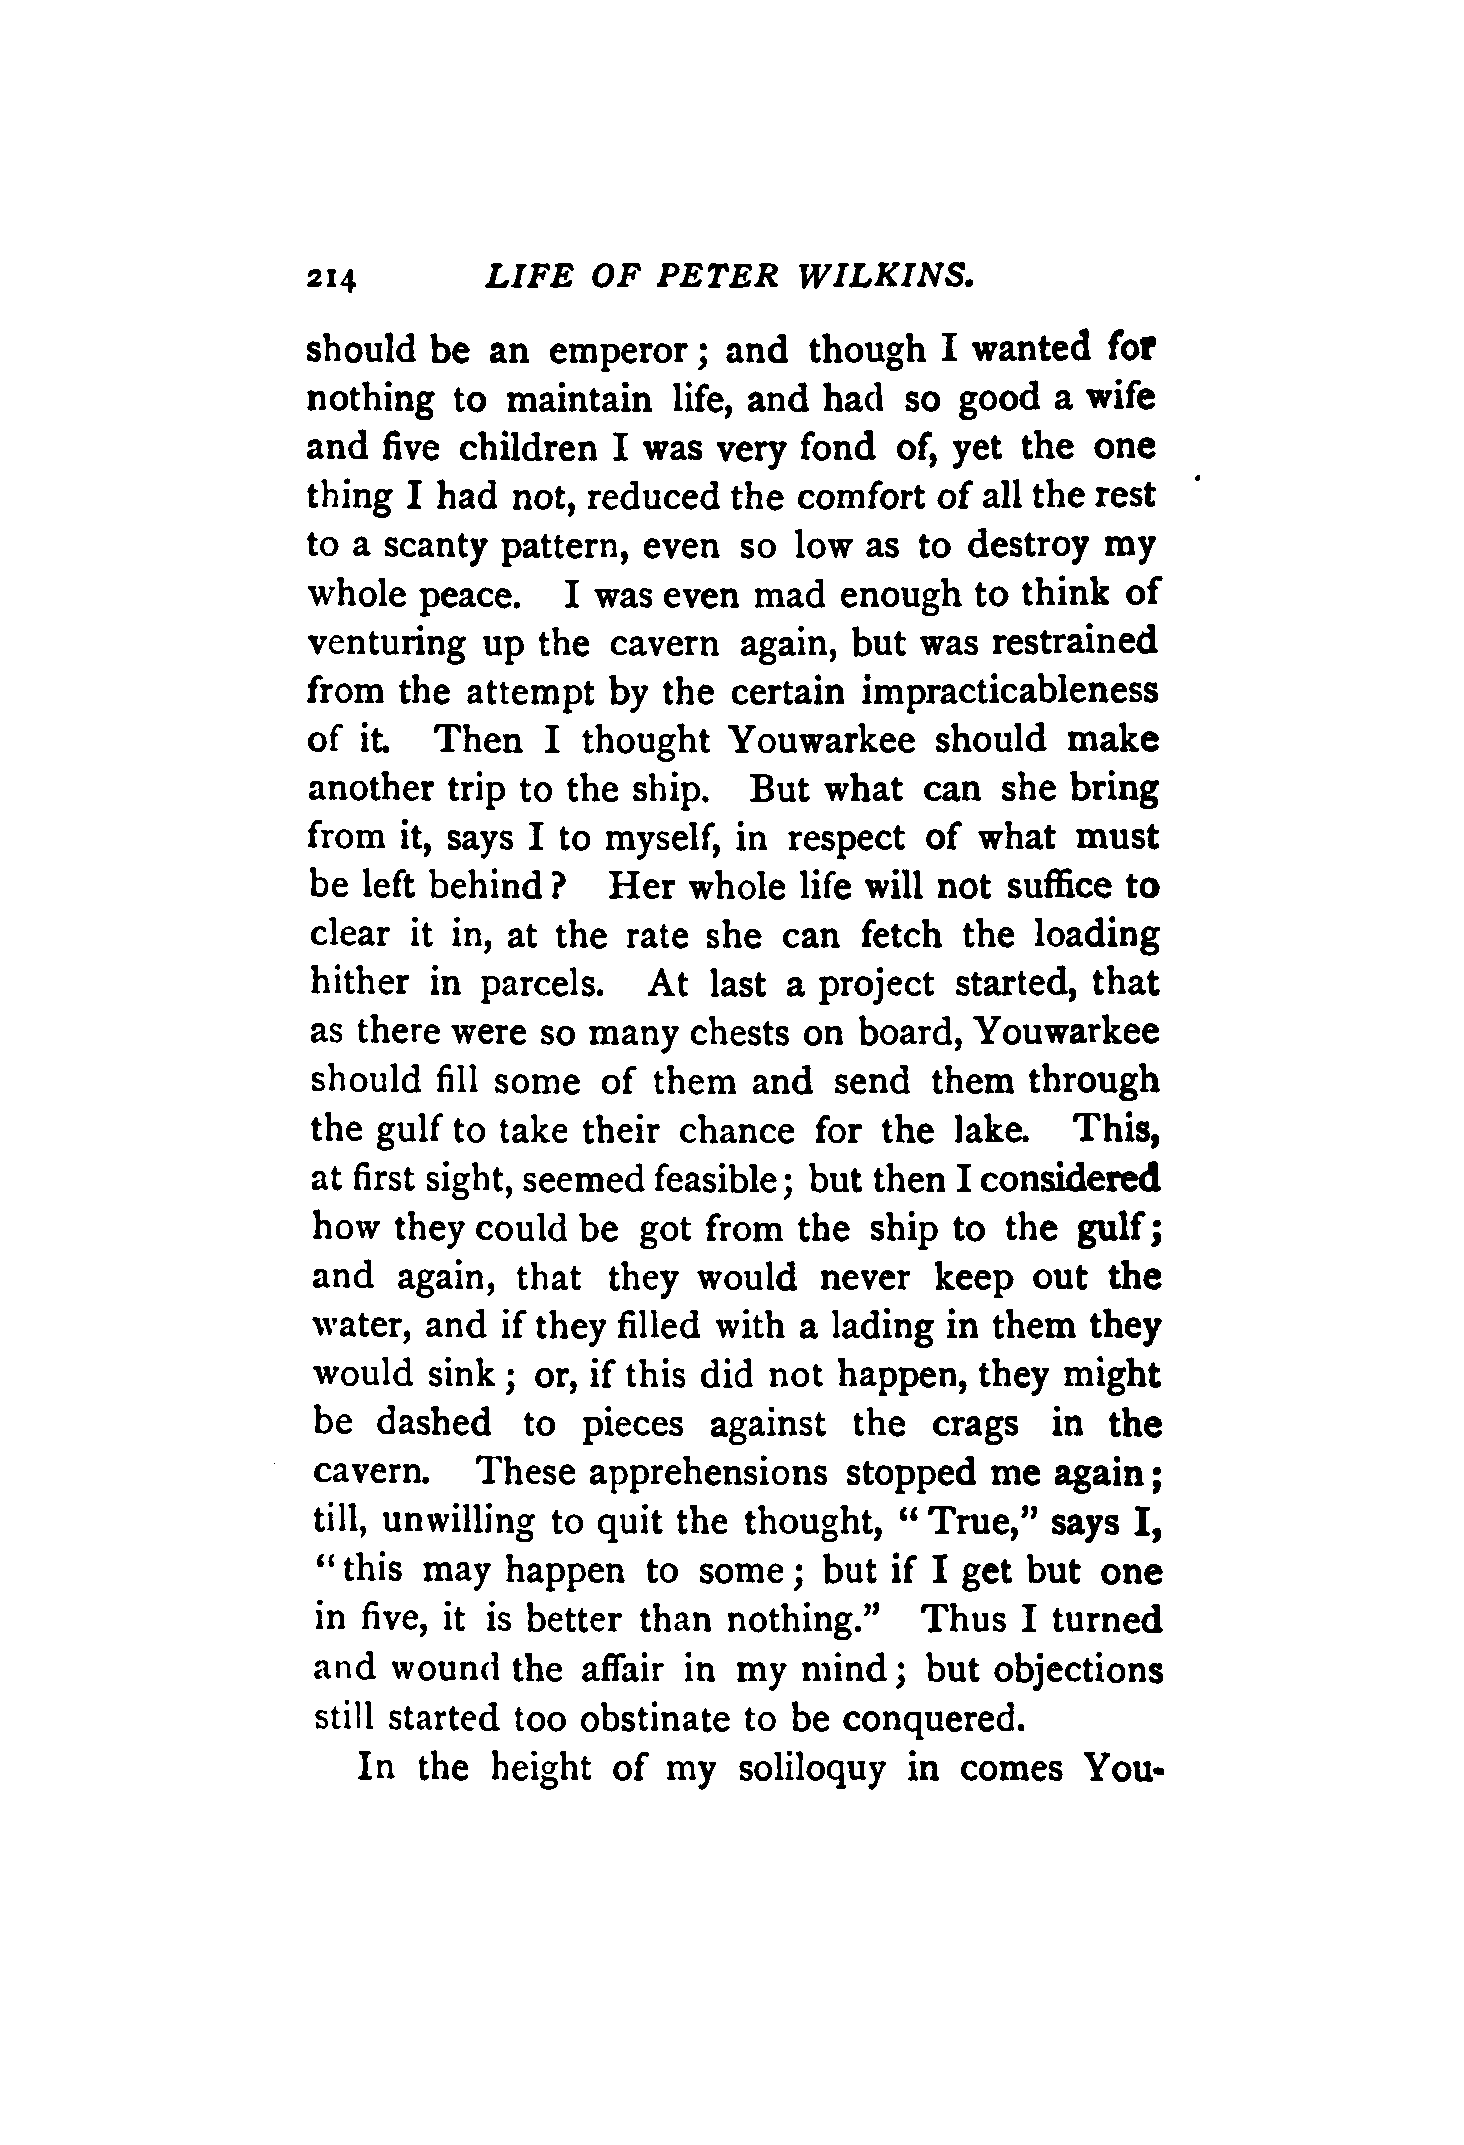 214 LIFE OF PETER WILKINS.
should be an emperor; and though I wanted for
nothing to maintain life, and had so good a wife
and five children I was very fond of, yet the one
thing I had not, reduced the comfort of all the rest
to a scanty pattern, even so low as to destroy my
whole peace. I was even mad enough to think of
venturing up the cavern again, but was restrained
from the attempt by the certain impracticableness
of it. Then I thought Youwarkee should make
another trip to the ship. But what can she bring
from it, says I to myself, in respect of what must
be left behind? Her whole life will not suffice to
clear it in, at the rate she can fetch the loading
hither in parcels. At last a project started, that
as there were so many chests on board, Youwarkee
should fill some of them and send them through
the gulf to take their chance for the lake. This,
at first sight, seemed feasible; but then I considered
how they could be got from the ship to the gulf;
and again, that they would never keep out the
water, and if they filled with a lading in them they
would sink; or, if this did not happen, they might
be dashed to pieces against the crags in the
cavern. These apprehensions stopped me again;
till, unwilling to quit the thought, "True," says I,
"this may happen to some; but if I get but one
in five, it is better than nothing." Thus I turned
and wound the affair in my mind; but objections
still started too obstinate to be conquered.
In the height of my soliloquy in comes You-